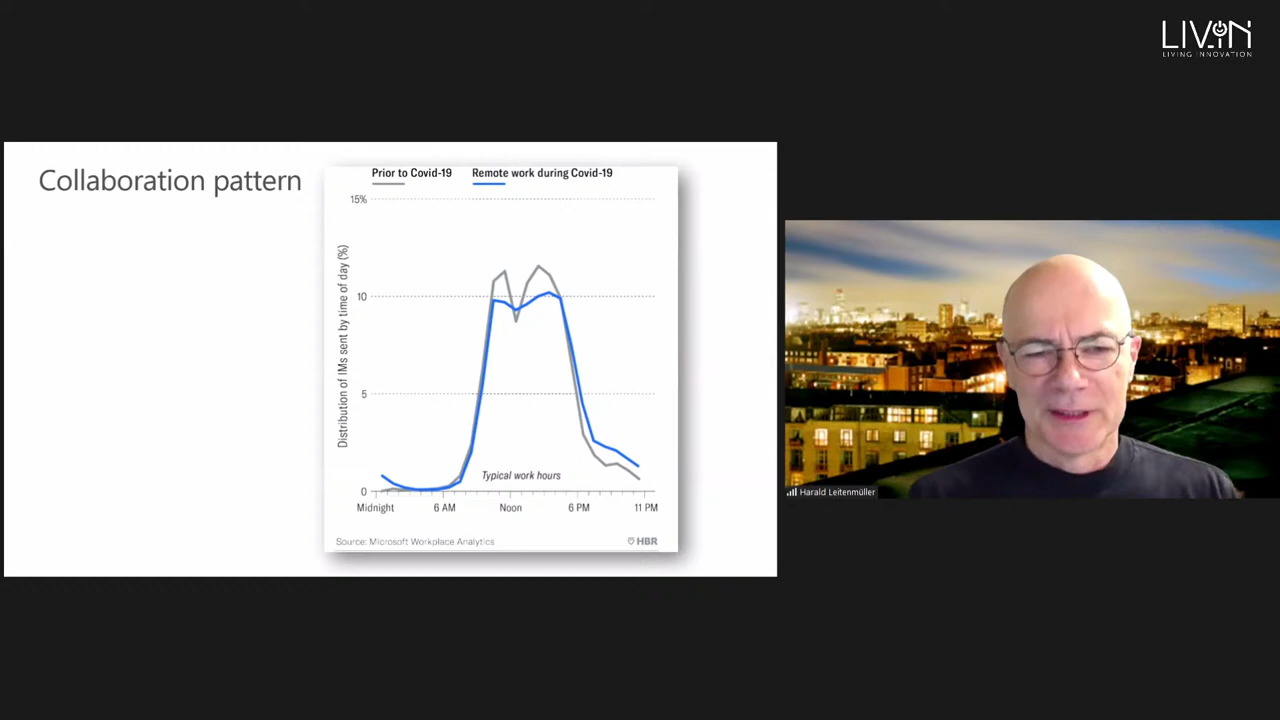 LIV.IN
LIVING INNOVATION
Collaboration pattern
Prior to Covid-19
Remote work during Covid-19
15%
10
5
0
Distribution of IMs sent by time of day (%)
Typical work hours
Midnight
6 AM
Noon
6 PM
11 PM
Source: Microsoft Workplace Analytics
HBR
Harald Leitenmüller